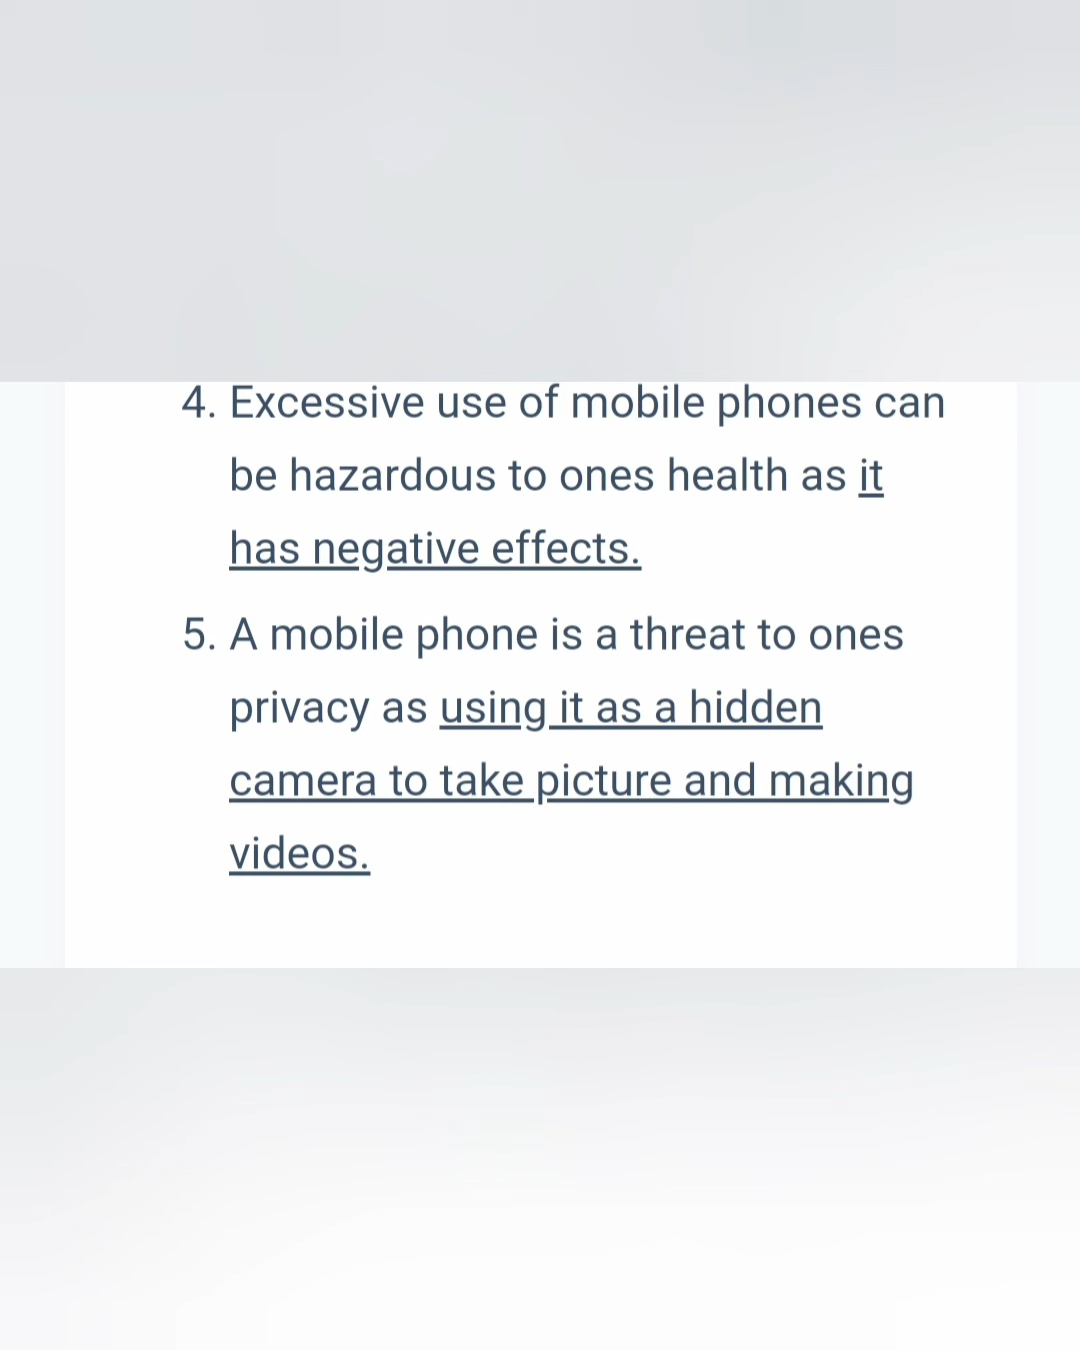 4. Excessive use of mobile phones can
be hazardous to ones health as it
has negative effects.
5. A mobile phone is a threat to ones
privacy as using it as a hidden
camera to take picture and making
videos.